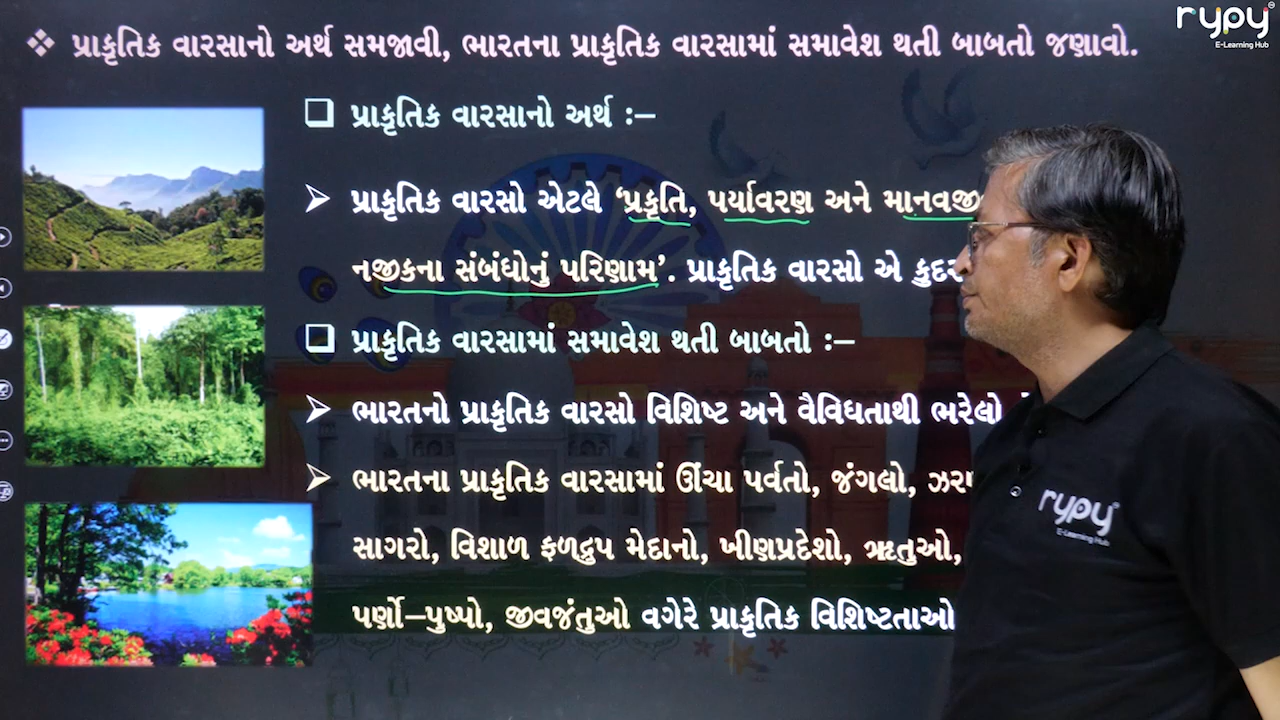 rypy
E-Learning Hub
❖ પ્રાકૃતિક વારસાનો અર્થ સમજાવી, ભારતના પ્રાકૃતિક વારસામાં સમાવેશ થતી બાબતો જણાવો.
❑ પ્રાકૃતિક વારસાનો અર્થ :–
➢ પ્રાકૃતિક વારસો એટલે ‘પ્રકૃતિ, પર્યાવરણ અને
નજીકના સંબંધોનું પરિણામ’. પ્રાકૃતિક વારસો એ
❑ પ્રાકૃતિક વારસામાં સમાવેશ થતી બાબતો :–
➢ ભારતનો પ્રાકૃતિક વારસો વિશિષ્ટ અને વૈવિધતાથી ભરેલો
➢ ભારતના પ્રાકૃતિક વારસામાં ઊંચા પર્વતો, જંગલો,
સાગરો, વિશાળ ફળદ્રુપ મેદાનો, ખીણપ્રદેશો, ઋતુઓ,
પર્ણો–પુષ્પો, જીવજંતુઓ વગેરે પ્રાકૃતિક વિશિષ્ટતાઓ
rypy
E-Learning Hub